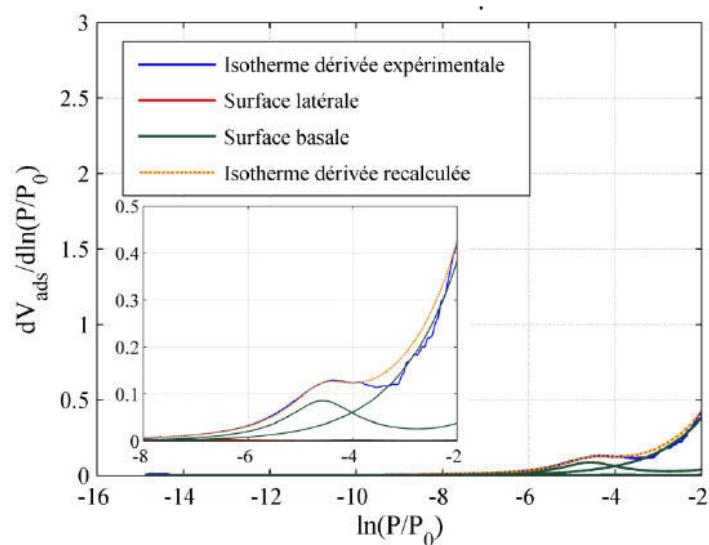 3
2.5
2
1.5
1
0.5
0
dV_ads/dln(P/P_0)
Isotherme dérivée expérimentale
Surface latérale
Surface basale
Isotherme dérivée recalculée
0.5
0.4
0.3
0.2
0.1
0
-8 -6 -4 -2
-16 -14 -12 -10 -8 -6 -4 -2
ln(P/P_0)